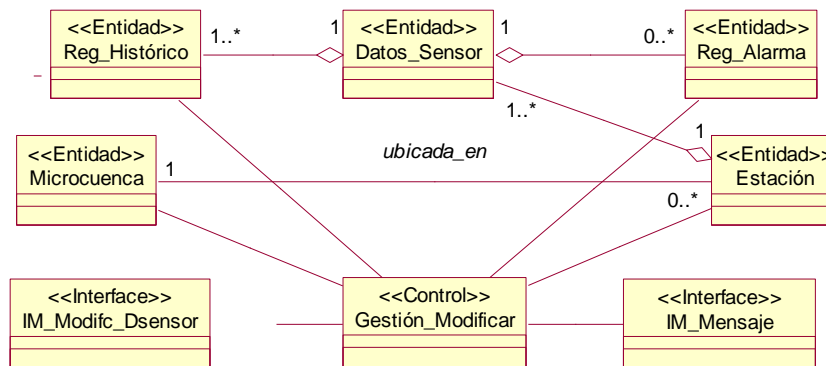 <<Entidad>>
Reg_Histórico
1..*
1
<<Entidad>>
Datos_Sensor
1
0..*
<<Entidad>>
Reg_Alarma
1..*
1
<<Entidad>>
Microcuenca
1
ubicada_en
<<Entidad>>
Estación
0..*
<<Interface>>
IM_Modifc_Dsensor
<<Control>>
Gestión_Modificar
<<Interface>>
IM_Mensaje